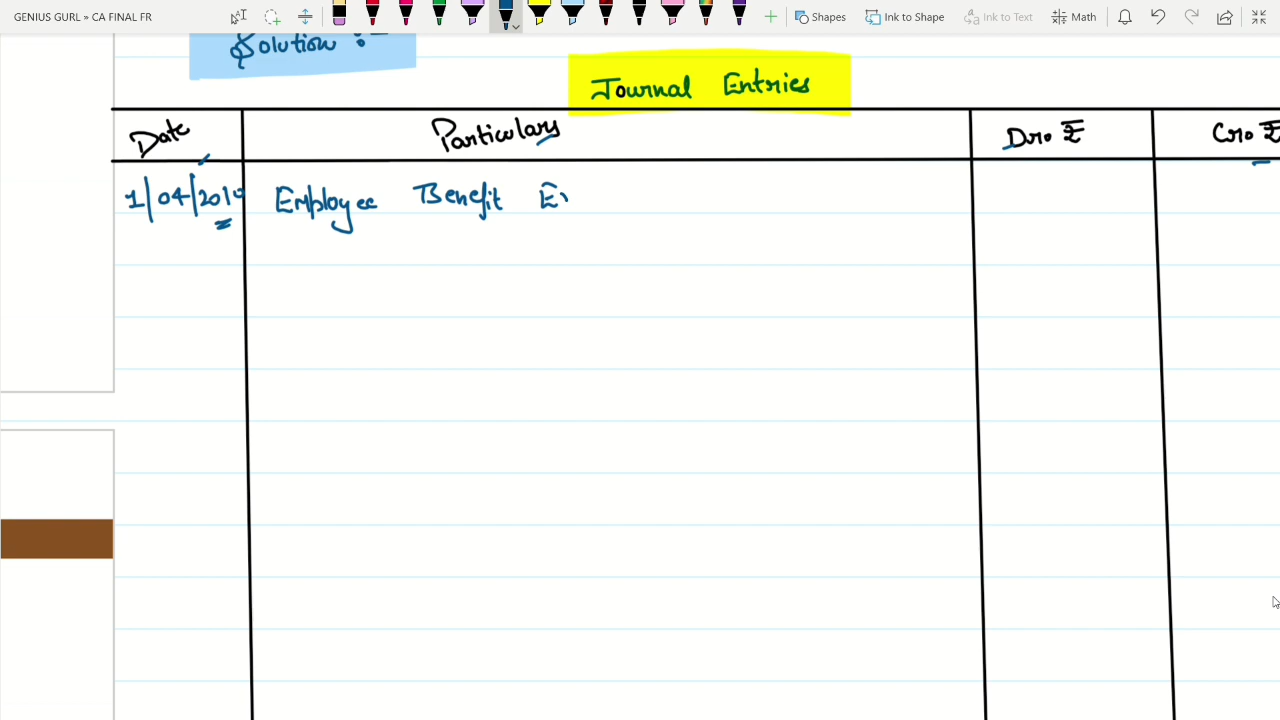 GENIUS GURL » CA FINAL FR
Shapes Ink to Shape Ink to Text Math
Solution :-
Journal Entries
Date Particulars Dr. ₹ Cr. ₹
1/04/2019 Employee Benefit